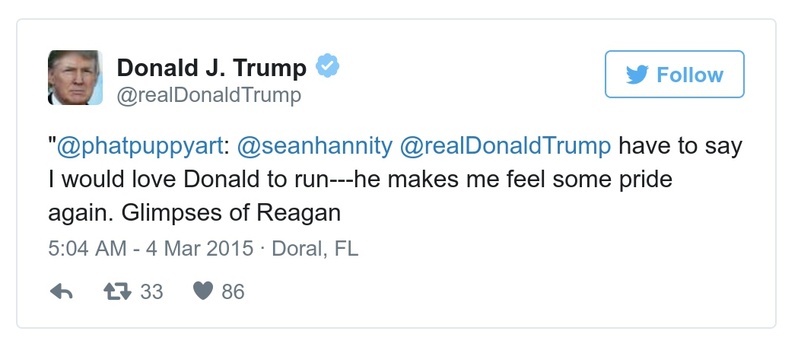 Donald J. Trump
@realDonaldTrump
Follow
"@phatpuppyart: @seanhannity @realDonaldTrump have to say
I would love Donald to run---he makes me feel some pride
again. Glimpses of Reagan
5:04 AM - 4 Mar 2015 · Doral, FL
33 86